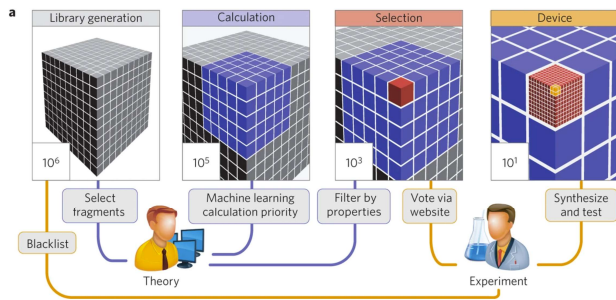 a
Library generation
Calculation
Selection
Device
10⁶
10⁵
10³
10¹
Select
fragments
Machine learning
calculation priority
Filter by
properties
Vote via
website
Synthesize
and test
Blacklist
Theory
Experiment